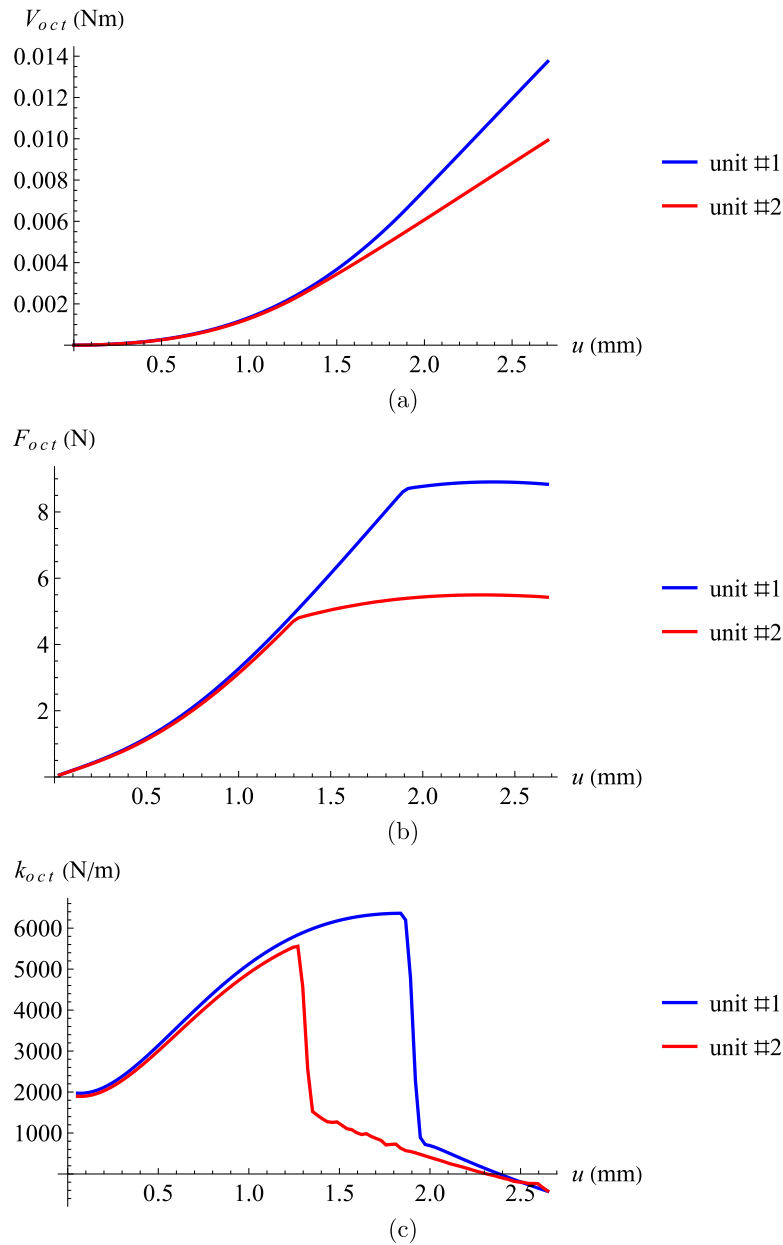 V_oct (Nm)
0.014
0.012
0.010
0.008
0.006
0.004
0.002
0.5 1.0 1.5 2.0 2.5
u (mm)
unit #1
unit #2
(a)
F_oct (N)
8
6
4
2
0.5 1.0 1.5 2.0 2.5
u (mm)
unit #1
unit #2
(b)
k_oct (N/m)
6000
5000
4000
3000
2000
1000
0.5 1.0 1.5 2.0 2.5
u (mm)
unit #1
unit #2
(c)